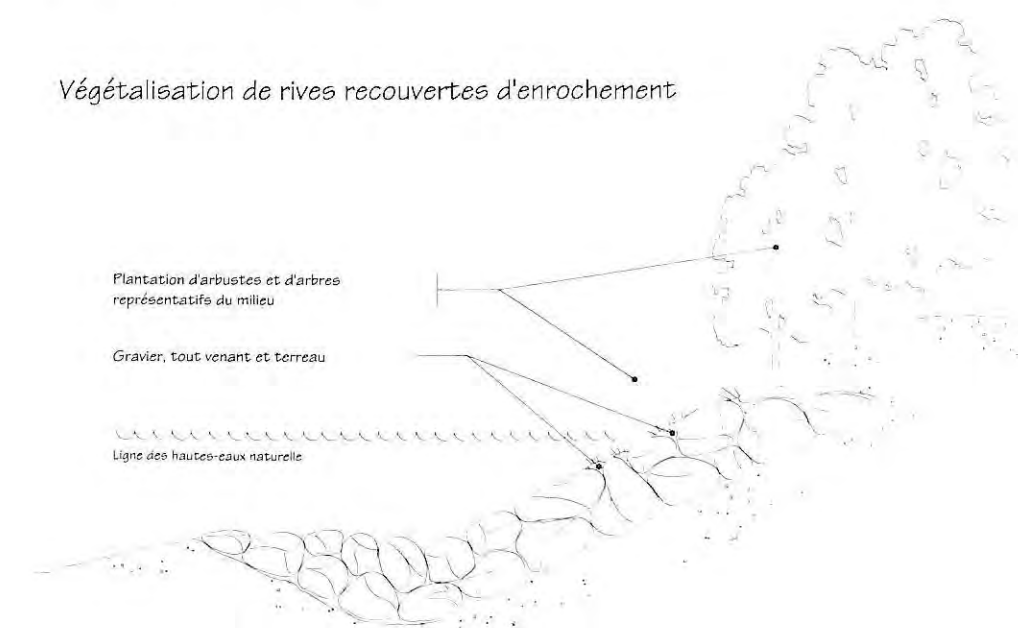 Végétalisation de rives recouvertes d'enrochement
Plantation d'arbustes et d'arbres
représentatifs du milieu
Gravier, tout venant et terreau
Ligne des hautes-eaux naturelle